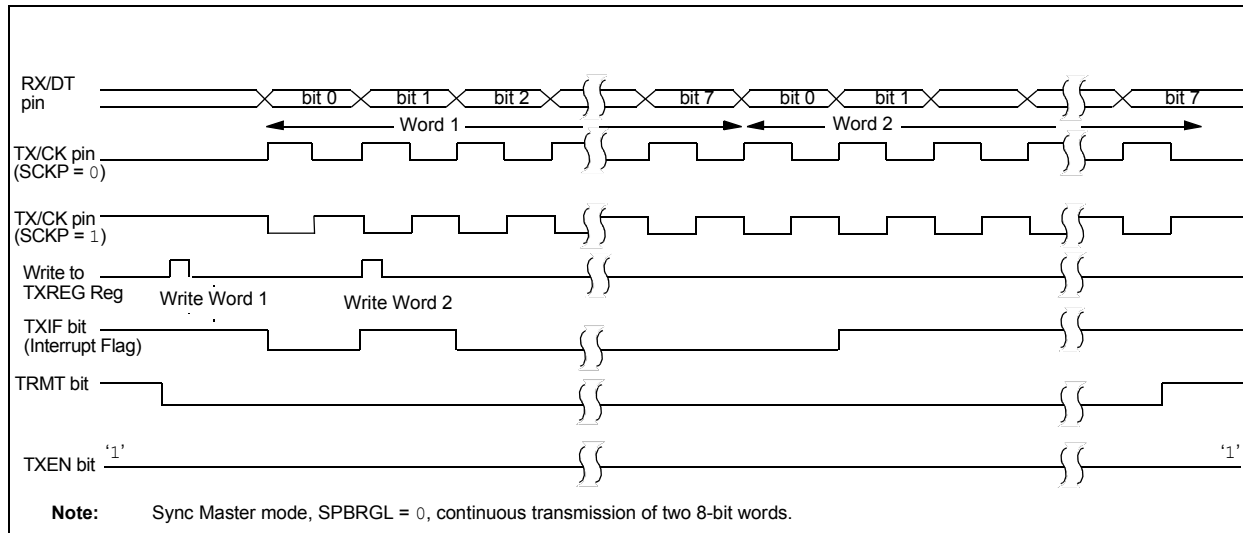 RX/DT
pin
bit 0 bit 1 bit 2 bit 7 bit 0 bit 1 bit 7
Word 1 Word 2
TX/CK pin
(SCKP = 0)
TX/CK pin
(SCKP = 1)
Write to
TXREG Reg
Write Word 1 Write Word 2
TXIF bit
(Interrupt Flag)
TRMT bit
‘1’ ‘1’
TXEN bit
Note: Sync Master mode, SPBRGL = 0, continuous transmission of two 8-bit words.